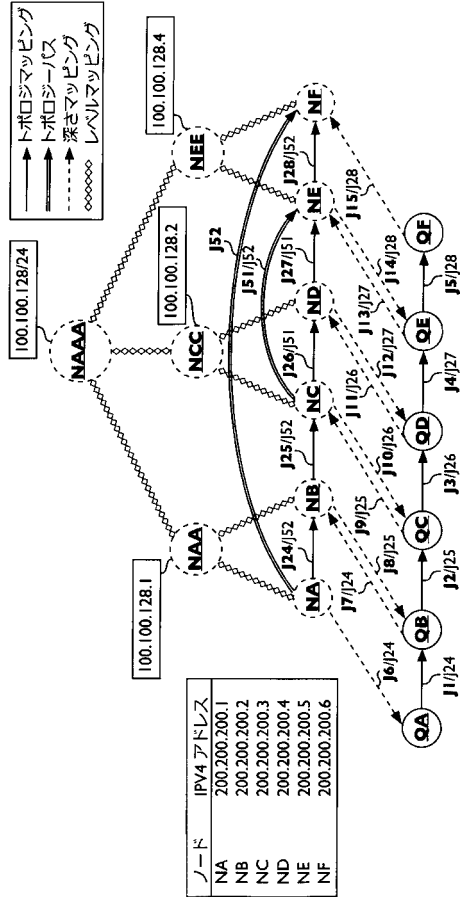 トポロジマッピング
トポロジーパス
深さマッピング
レベルマッピング
100.100.128/24
NAAA
100.100.128.1
NAA
100.100.128.2
NCC
100.100.128.4
NEE
J52
J51/J52
NA
NB
NC
ND
NE
NF
J24/J52
J25/J52
J26/J51
J27/J51
J28/J52
J6/J24
J7/J24
J8/J25
J9/J25
J10/J26
J11/J26
J12/J27
J13/J27
J14/J28
J15/J28
QA
QB
QC
QD
QE
QF
J1/J24
J2/J25
J3/J26
J4/J27
J5/J28
ノード IPV4 アドレス
NA 200.200.200.1
NB 200.200.200.2
NC 200.200.200.3
ND 200.200.200.4
NE 200.200.200.5
NF 200.200.200.6